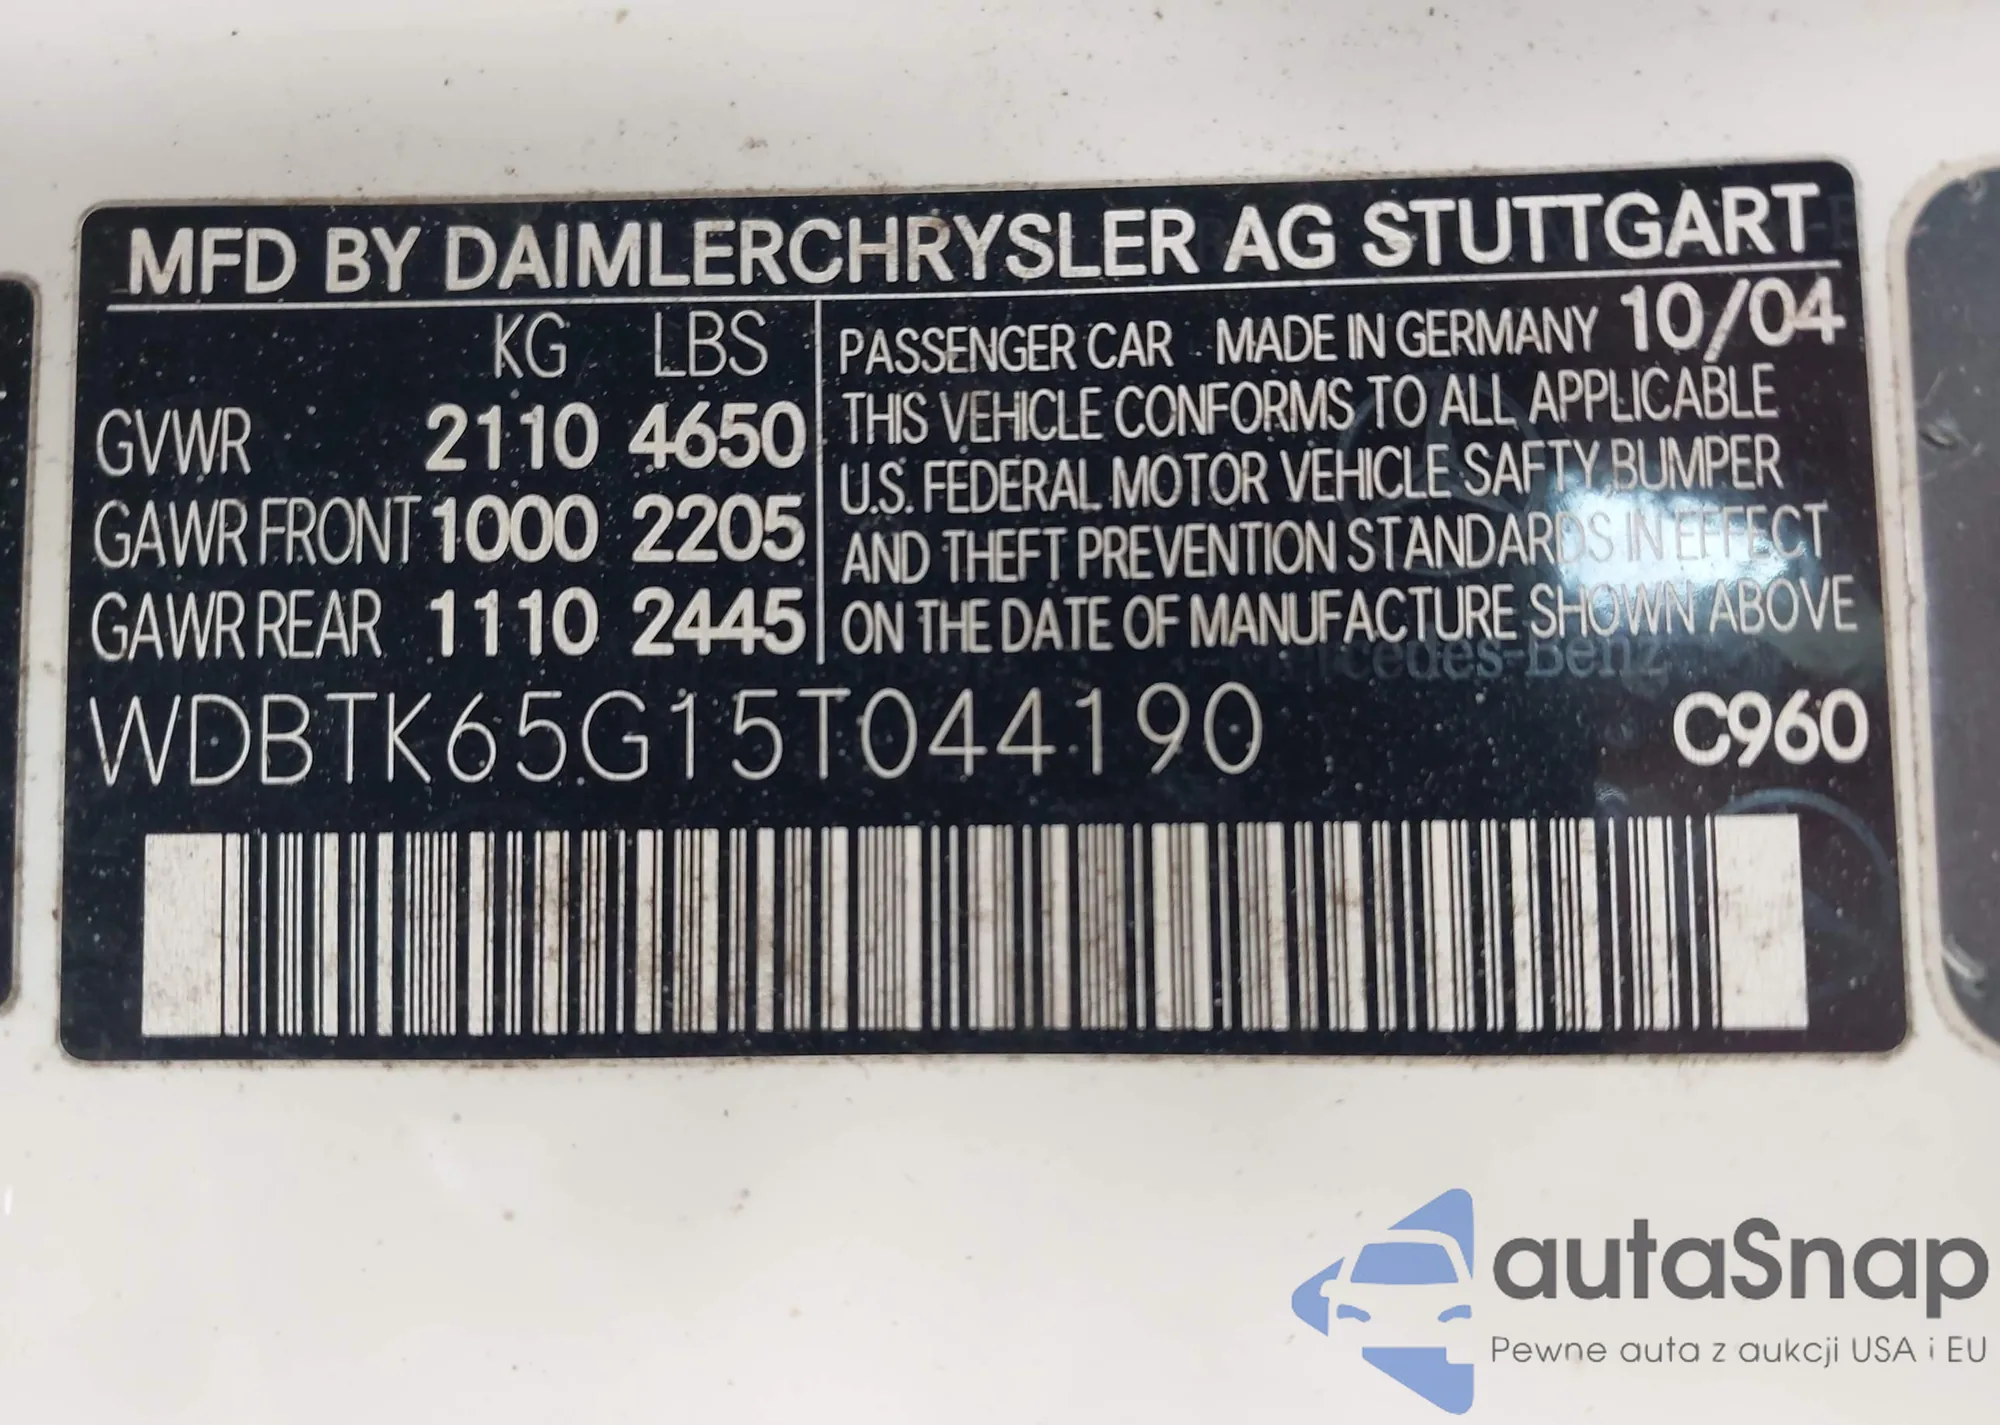 MFD BY DAIMLERCHRYSLER AG STUTTGART
KG LBS
GVWR 2110 4650
GAWR FRONT 1000 2205
GAWR REAR 1110 2445
PASSENGER CAR MADE IN GERMANY 10/04
THIS VEHICLE CONFORMS TO ALL APPLICABLE
U.S. FEDERAL MOTOR VEHICLE SAFTY,BUMPER
AND THEFT PREVENTION STANDARDS IN EFFECT
ON THE DATE OF MANUFACTURE SHOWN ABOVE
WDBTK65G15T044190 C960
autaSnap
Pewne auta z aukcji USA i EU